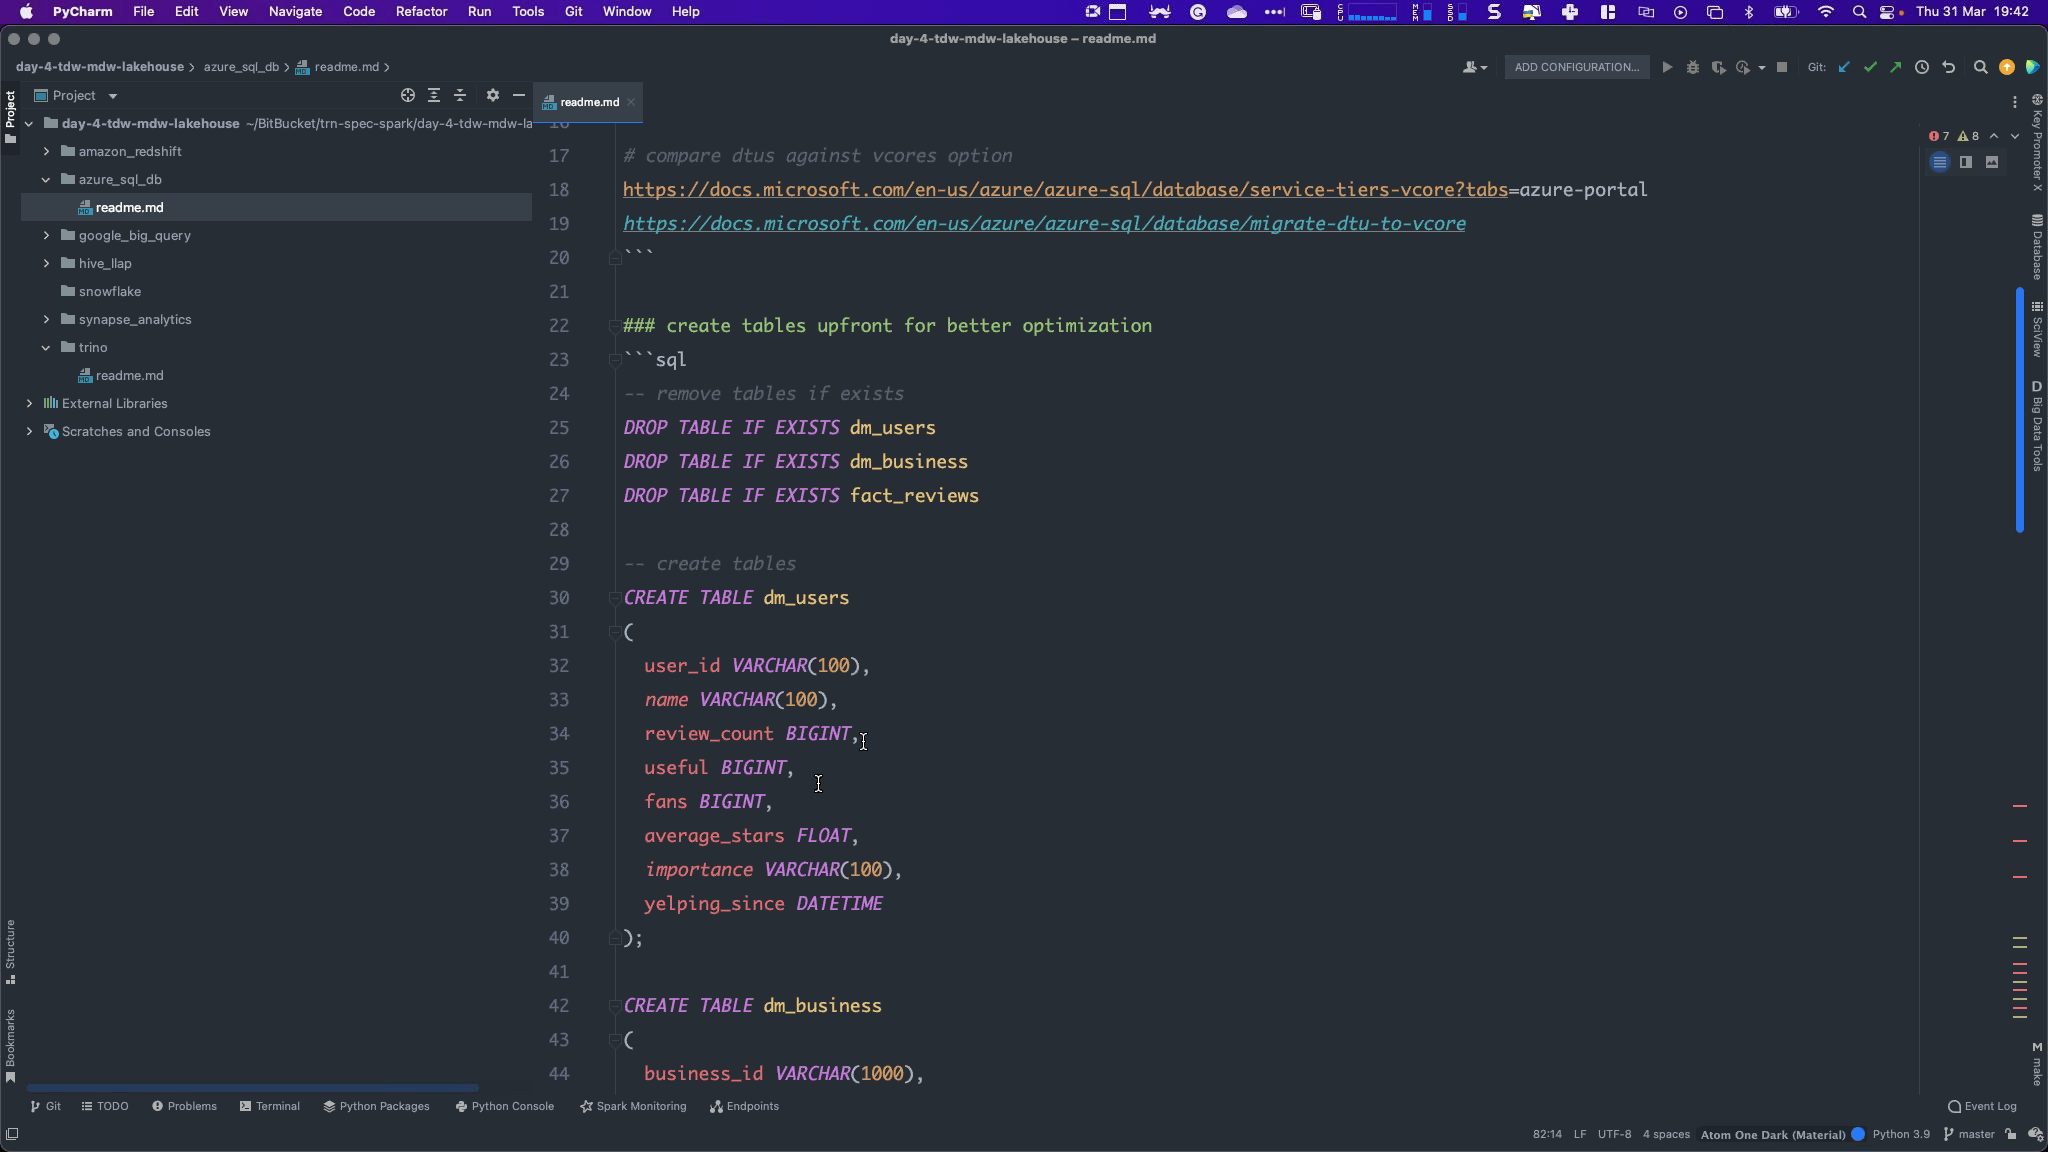 PyCharm File Edit View Navigate Code Refactor Run Tools Git Window Help Thu 31 Mar 19:42
day-4-tdw-mdw-lakehouse – readme.md
day-4-tdw-mdw-lakehouse azure_sql_db readme.md ADD CONFIGURATION... Git:
Project readme.md
Project
day-4-tdw-mdw-lakehouse ~/BitBucket/trn-spec-spark/day-4-tdw-mdw-la
amazon_redshift
azure_sql_db
readme.md
google_big_query
hive_llap
snowflake
synapse_analytics
trino
readme.md
External Libraries
Scratches and Consoles
Structure
Bookmarks
7 8
16
17 # compare dtus against vcores option
18 https://docs.microsoft.com/en-us/azure/azure-sql/database/service-tiers-vcore?tabs=azure-portal
19 https://docs.microsoft.com/en-us/azure/azure-sql/database/migrate-dtu-to-vcore
20 ```
21
22 ### create tables upfront for better optimization
23 ```sql
24 -- remove tables if exists
25 DROP TABLE IF EXISTS dm_users
26 DROP TABLE IF EXISTS dm_business
27 DROP TABLE IF EXISTS fact_reviews
28
29 -- create tables
30 CREATE TABLE dm_users
31 (
32 user_id VARCHAR(100),
33 name VARCHAR(100),
34 review_count BIGINT,
35 useful BIGINT,
36 fans BIGINT,
37 average_stars FLOAT,
38 importance VARCHAR(100),
39 yelping_since DATETIME
40 );
41
42 CREATE TABLE dm_business
43 (
44 business_id VARCHAR(1000),
Key Promoter X
Database
SciView
D Big Data Tools
M make
Git TODO Problems Terminal Python Packages Python Console Spark Monitoring Endpoints Event Log
82:14 LF UTF-8 4 spaces Atom One Dark (Material) Python 3.9 master